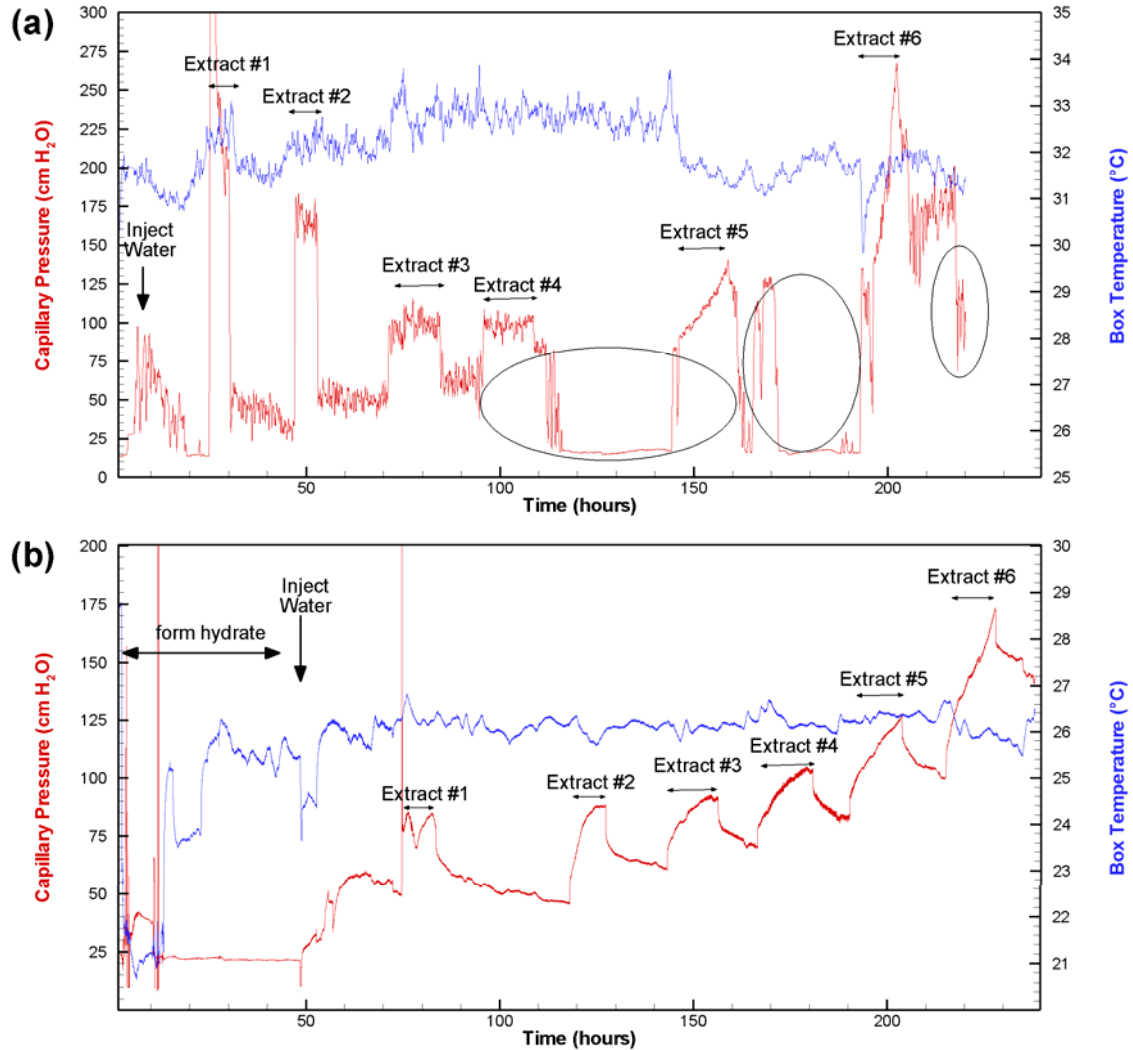 (a)
300
275
250
225
200
175
150
125
100
75
50
25
0
Capillary Pressure (cm H₂O)
35
34
33
32
31
30
29
28
27
26
25
Box Temperature (°C)
Extract #1
Extract #2
Extract #3
Extract #4
Extract #5
Extract #6
Inject
Water
50
100
150
200
Time (hours)
(b)
200
175
150
125
100
75
50
25
Capillary Pressure (cm H₂O)
30
29
28
27
26
25
24
23
22
21
Box Temperature (°C)
form hydrate
Inject
Water
Extract #1
Extract #2
Extract #3
Extract #4
Extract #5
Extract #6
50
100
150
200
Time (hours)